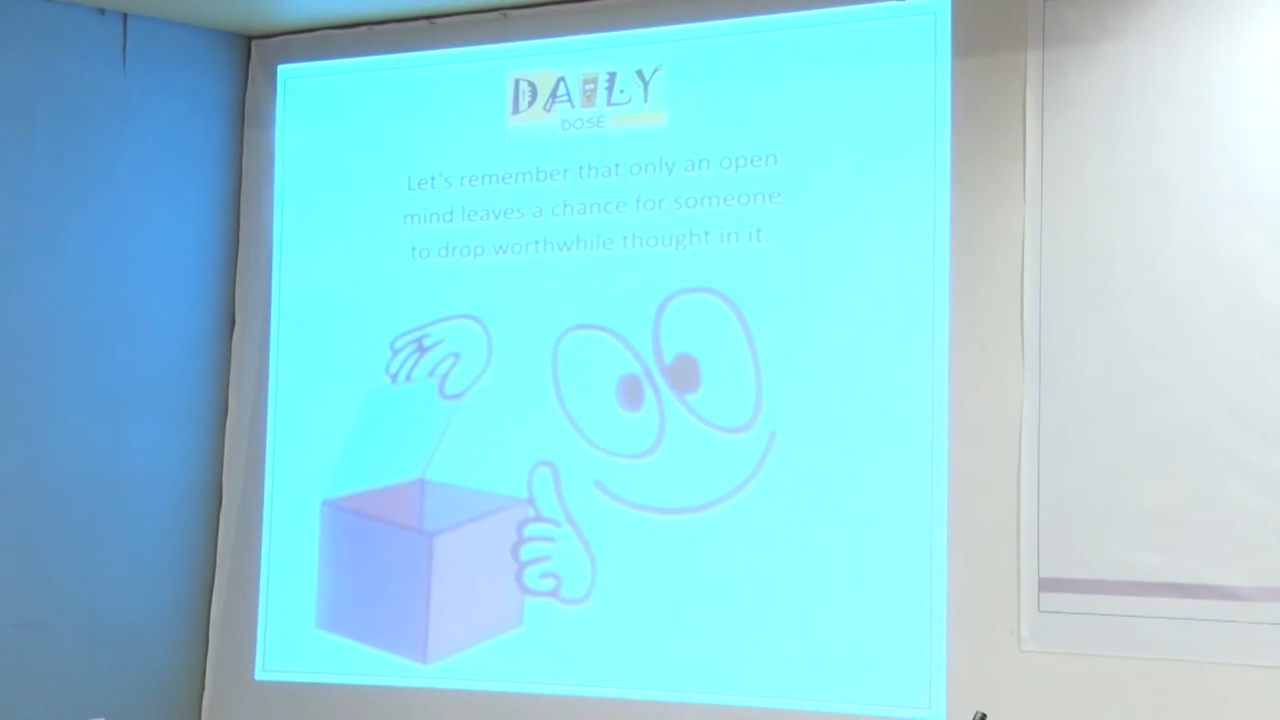 DAILY
DOSE
Let's remember that only an open
mind leaves a chance for someone
to drop worthwhile thought in it.